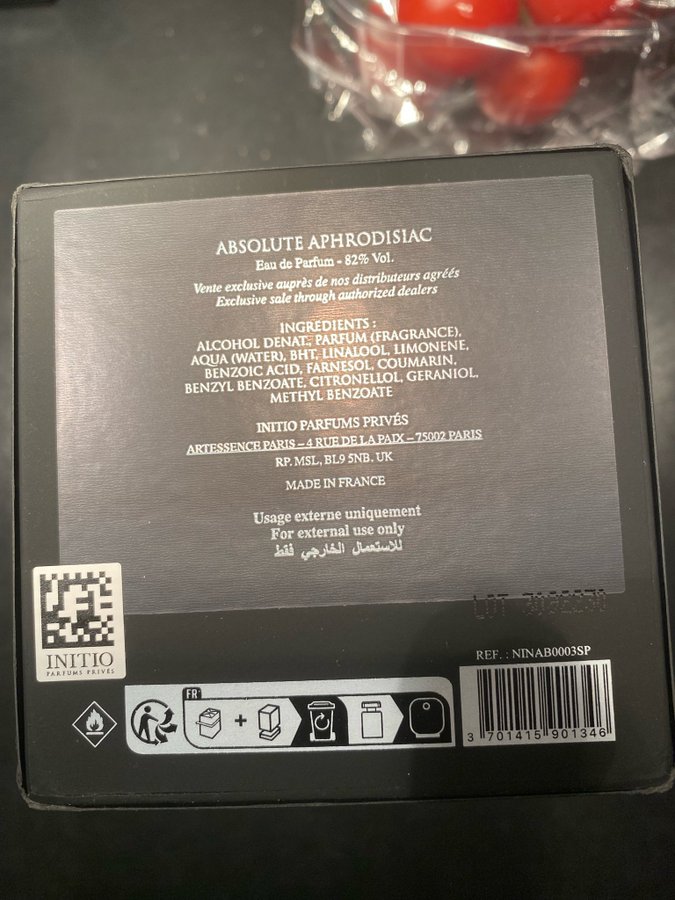 ABSOLUTE APHRODISIAC
Eau de Parfum - 82% Vol.
Vente exclusive auprès de nos distributeurs agréés
Exclusive sale through authorized dealers
INGREDIENTS :
ALCOHOL DENAT., PARFUM (FRAGRANCE),
AQUA (WATER), BHT, LINALOOL, LIMONENE,
BENZOIC ACID, FARNESOL, COUMARIN,
BENZYL BENZOATE, CITRONELLOL, GERANIOL,
METHYL BENZOATE
INITIO PARFUMS PRIVÉS
ARTESSENCE PARIS – 4 RUE DE LA PAIX – 75002 PARIS
RP. MSL, BL9 5NB. UK
MADE IN FRANCE
Usage externe uniquement
For external use only
للاستعمال الخارجي فقط
LOT
INITIO
PARFUMS PRIVÉS
REF. : NINAB0003SP
FR
3 701415 901346